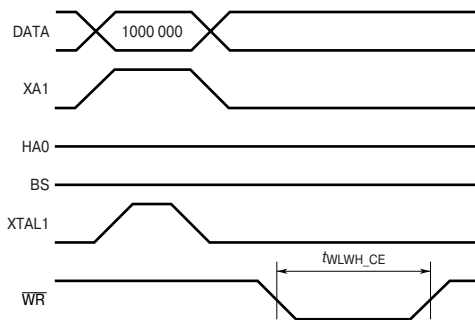 DATA
1000 000
XA1
HA0
BS
XTAL1
tWLWH_CE
WR